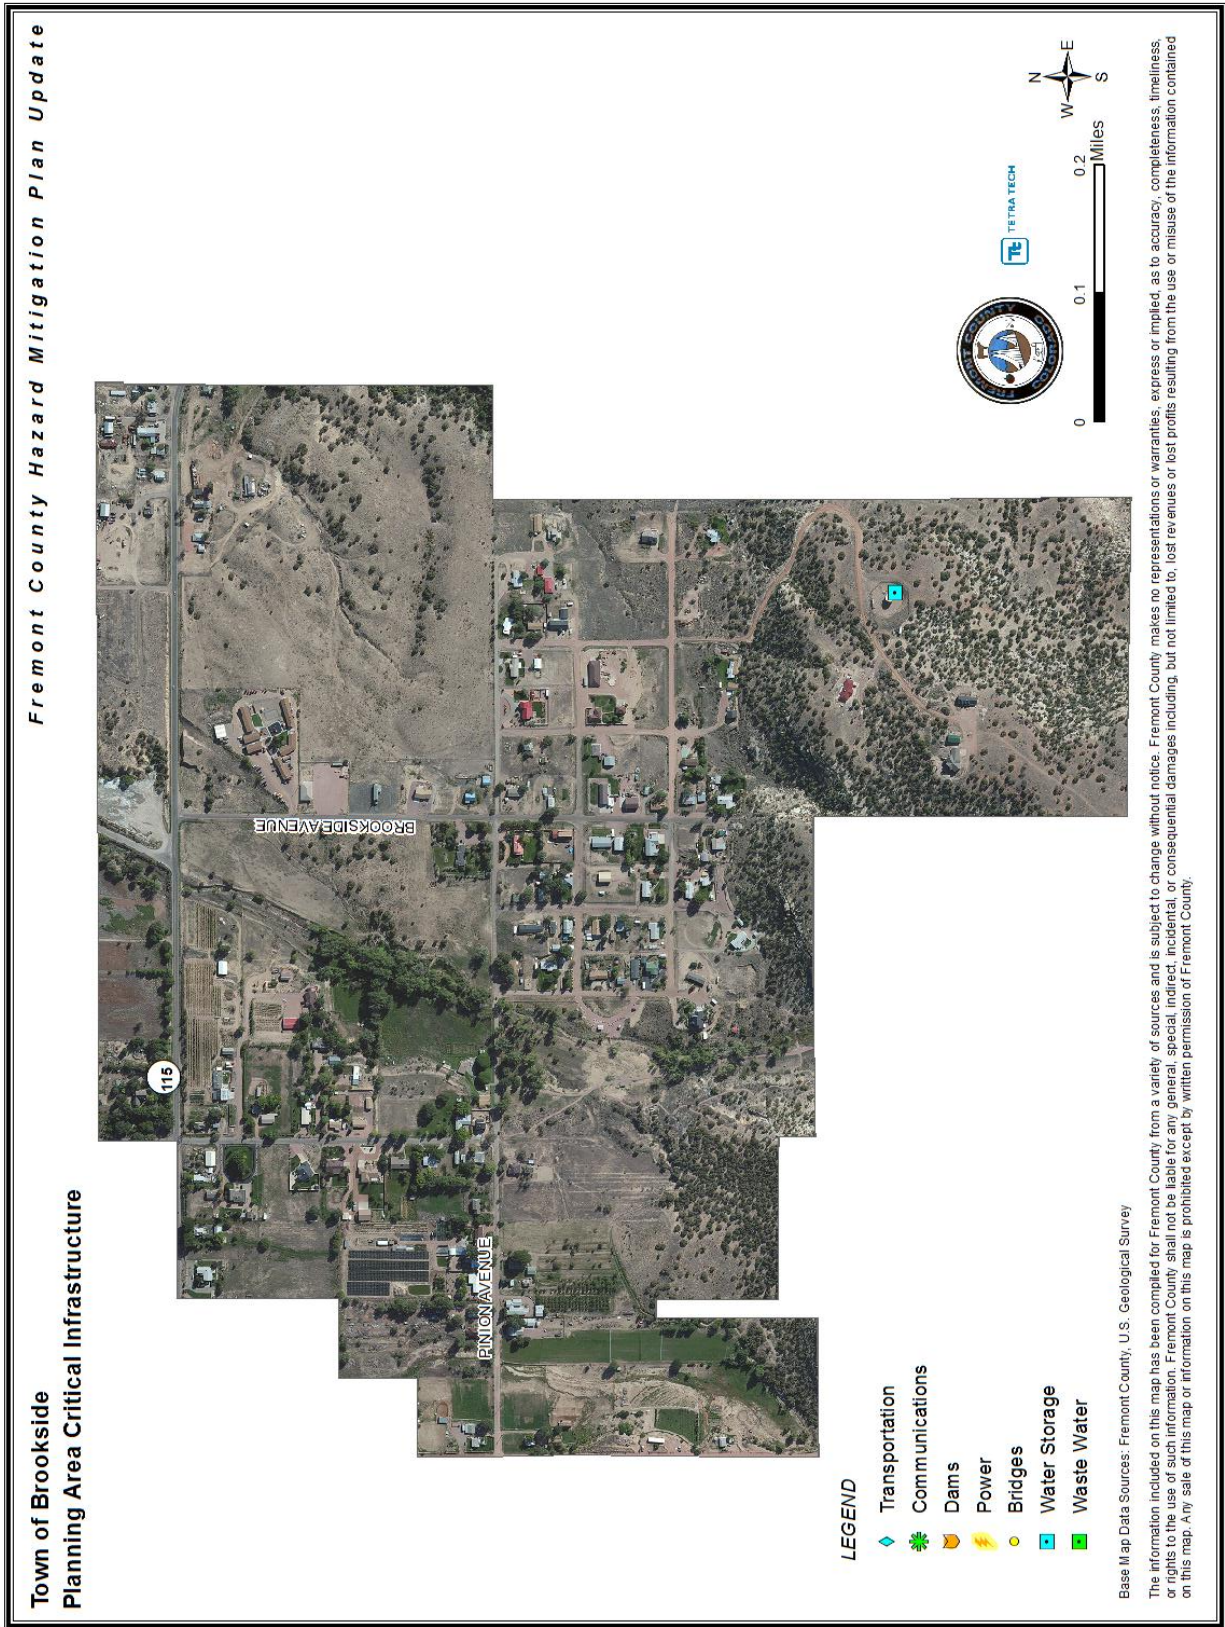 Town of Brookside
Planning Area Critical Infrastructure
Fremont County Hazard Mitigation Plan Update
115
BROOKSIDE AVENUE
PINION AVENUE
LEGEND
Transportation
Communications
Dams
Power
Bridges
Water Storage
Waste Water
FREMONT COUNTY
COLORADO
Tt TETRA TECH
N
W
E
S
0
0.1
0.2
Miles
Base Map Data Sources: Fremont County, U.S. Geological Survey
The information included on this map has been compiled for Fremont County from a variety of sources and is subject to change without notice. Fremont County makes no representations or warranties, express or implied, as to accuracy, completeness, timeliness,
or rights to the use of such information. Fremont County shall not be liable for any general, special, indirect, incidental, or consequential damages including, but not limited to, lost revenues or lost profits resulting from the use or misuse of the information contained
on this map. Any sale of this map or information on this map is prohibited except by written permission of Fremont County.